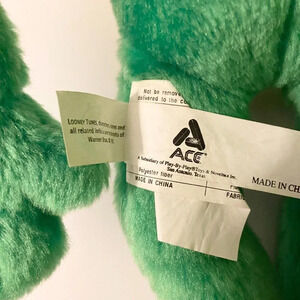 Not be remove
delivered to the co
LOONEY TUNES, characters, names and
all related indicia are
Warner Bros.
ACE
A Subsidiary of Play-By-Play® Toys & Novelties Inc.
San Antonio, Texas
Polyester fiber
MADE IN CHINA
FABRI
MADE IN CH